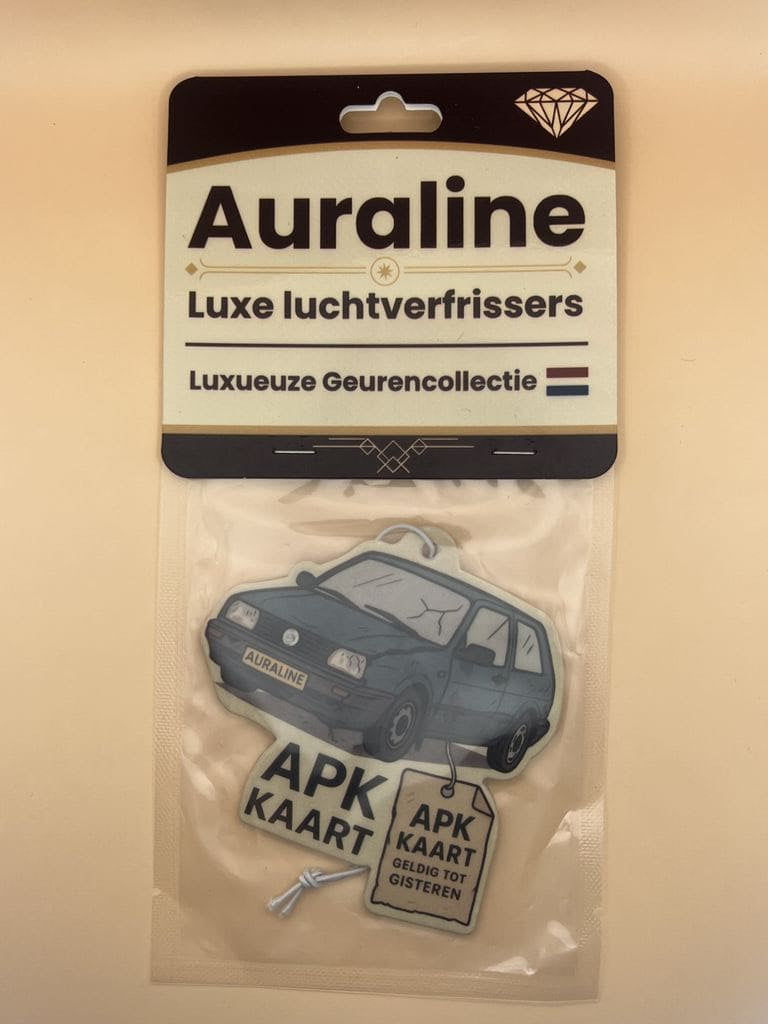 Auraline
Luxe luchtverfrissers
Luxueuze Geurencollectie
AURALINE
APK
KAART
APK
KAART
GELDIG TOT
GISTEREN